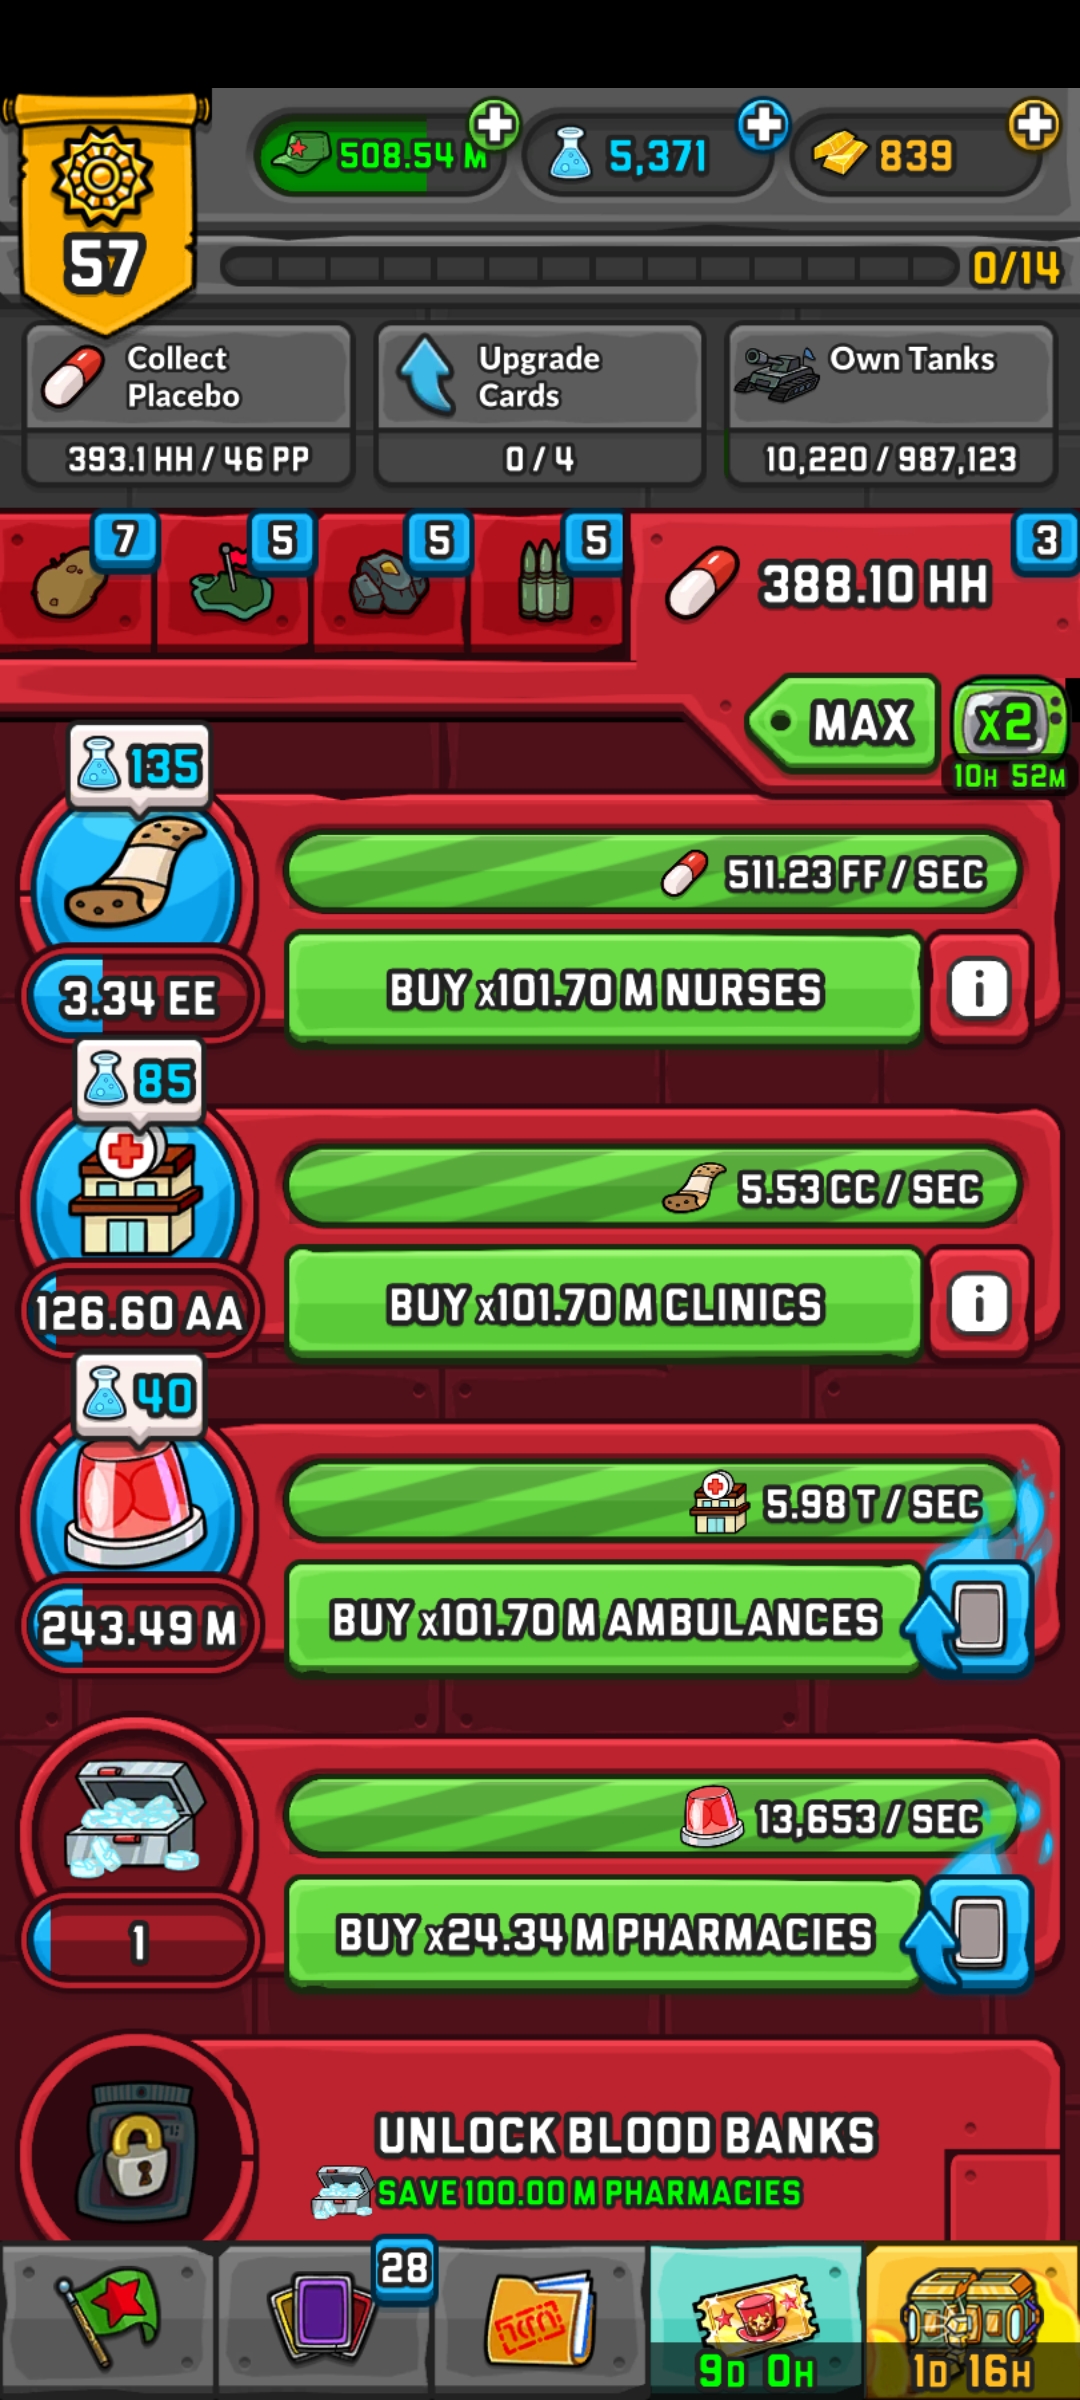 508.54 M
5,371
839
57
0/14
Collect
Placebo
393.1 HH / 46 PP
Upgrade
Cards
0 / 4
Own Tanks
10,220 / 987,123
7
5
5
5
388.10 HH
3
MAX
x2
10H 52M
135
511.23 FF / SEC
3.34 EE
BUY x101.70 M NURSES
i
85
5.53 CC / SEC
126.60 AA
BUY x101.70 M CLINICS
i
40
5.98 T / SEC
243.49 M
BUY x101.70 M AMBULANCES
13,653 / SEC
1
BUY x24.34 M PHARMACIES
UNLOCK BLOOD BANKS
SAVE 100.00 M PHARMACIES
28
9D 0H
1D 16H